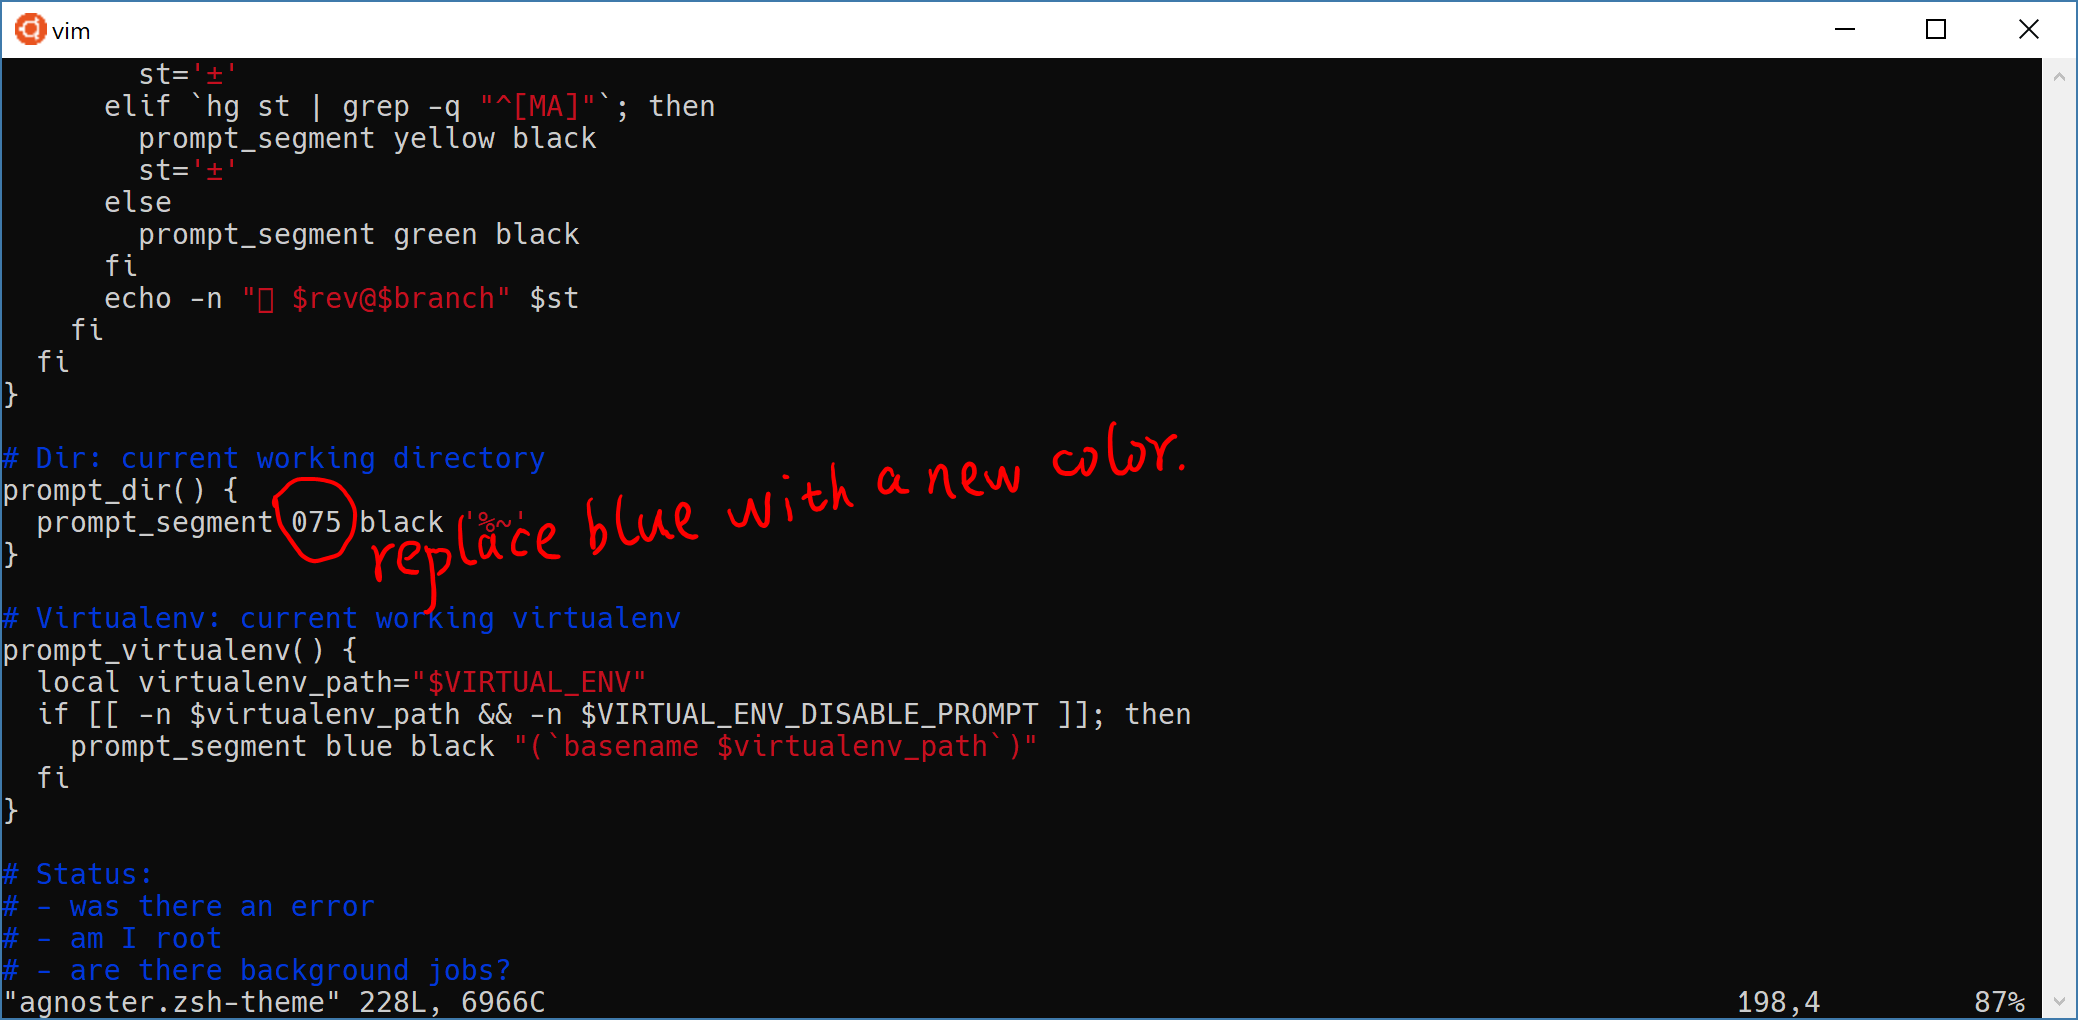 vim
st='±'
elif `hg st | grep -q "^[MA]"`; then
prompt_segment yellow black
st='±'
else
prompt_segment green black
fi
echo -n "▯ $rev@$branch" $st
fi
fi
}
# Dir: current working directory
prompt_dir() {
prompt_segment 075 black '%~'
replace blue with a new color.
}
# Virtualenv: current working virtualenv
prompt_virtualenv() {
local virtualenv_path="$VIRTUAL_ENV"
if [[ -n $virtualenv_path && -n $VIRTUAL_ENV_DISABLE_PROMPT ]]; then
prompt_segment blue black "(`basename $virtualenv_path`)"
fi
}
# Status:
# - was there an error
# - am I root
# - are there background jobs?
"agnoster.zsh-theme" 228L, 6966C 198,4 87%